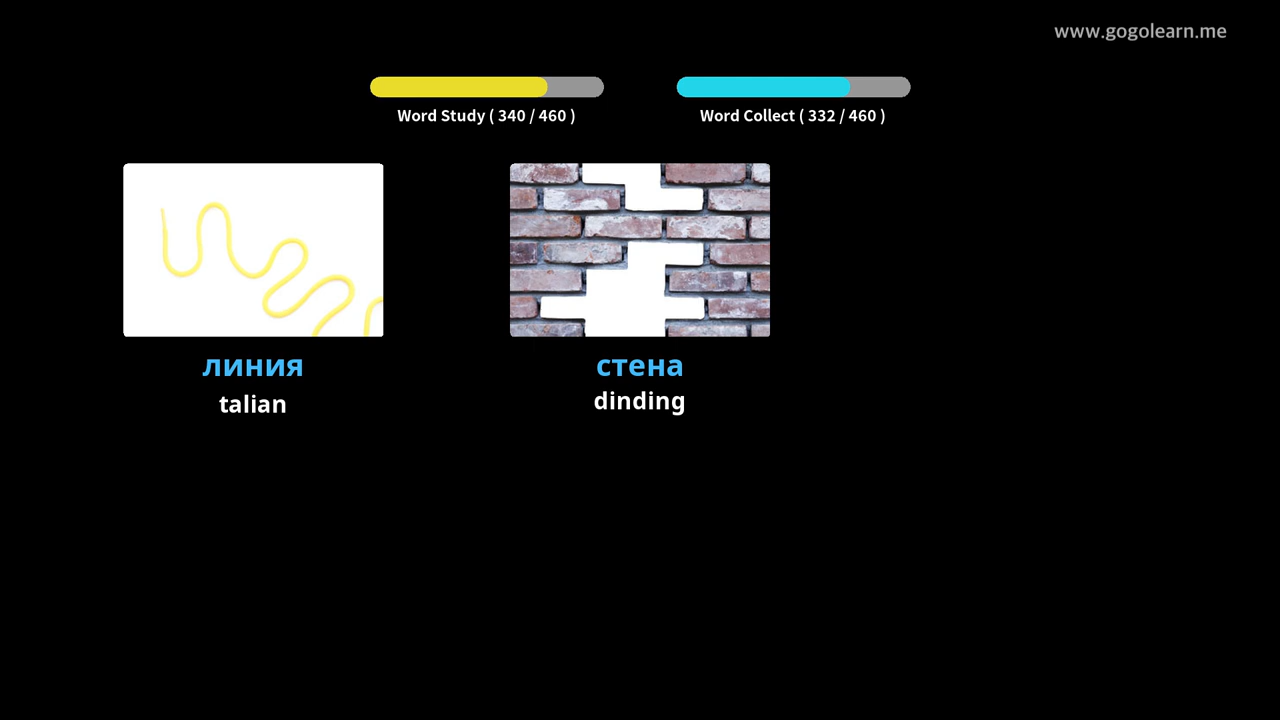 www.gogolearn.me
Word Study ( 340 / 460 )
Word Collect ( 332 / 460 )
линия
talian
стена
dinding